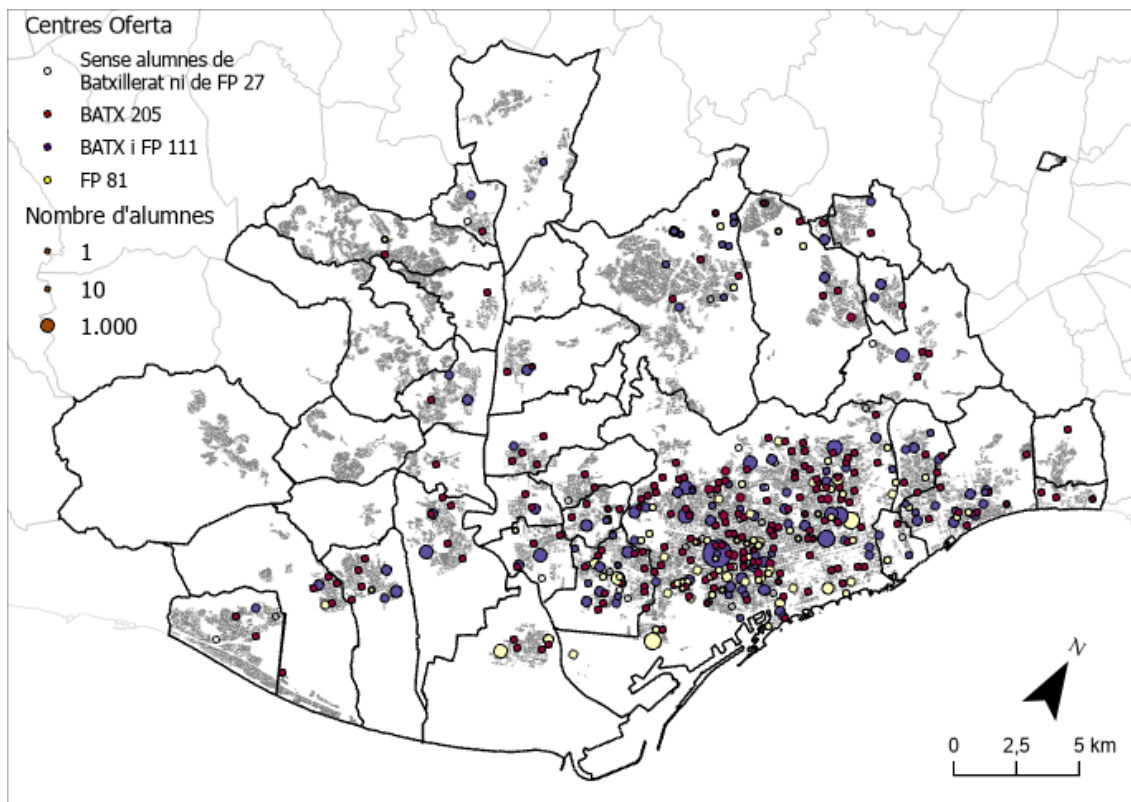 Centres Oferta
Sense alumnes de
Batxillerat ni de FP 27
BATX 205
BATX i FP 111
FP 81
Nombre d'alumnes
1
10
1.000
N
0 2,5 5 km